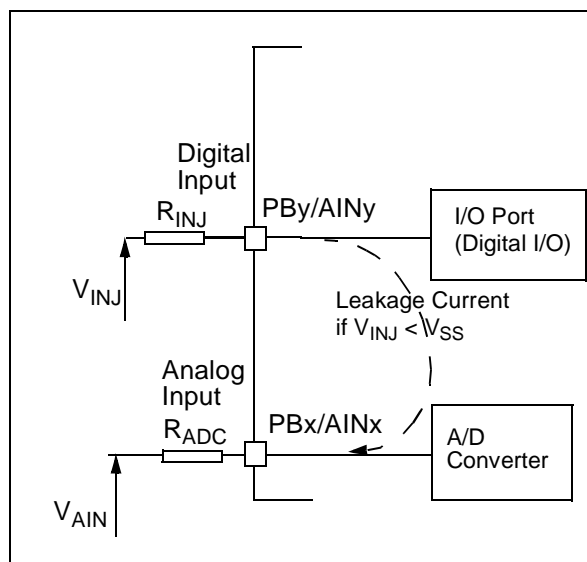 Digital
Input
R_INJ
PBy/AINy
I/O Port
(Digital I/O)
V_INJ
Leakage Current
if V_INJ < V_SS
Analog
Input
R_ADC
PBx/AINx
A/D
Converter
V_AIN